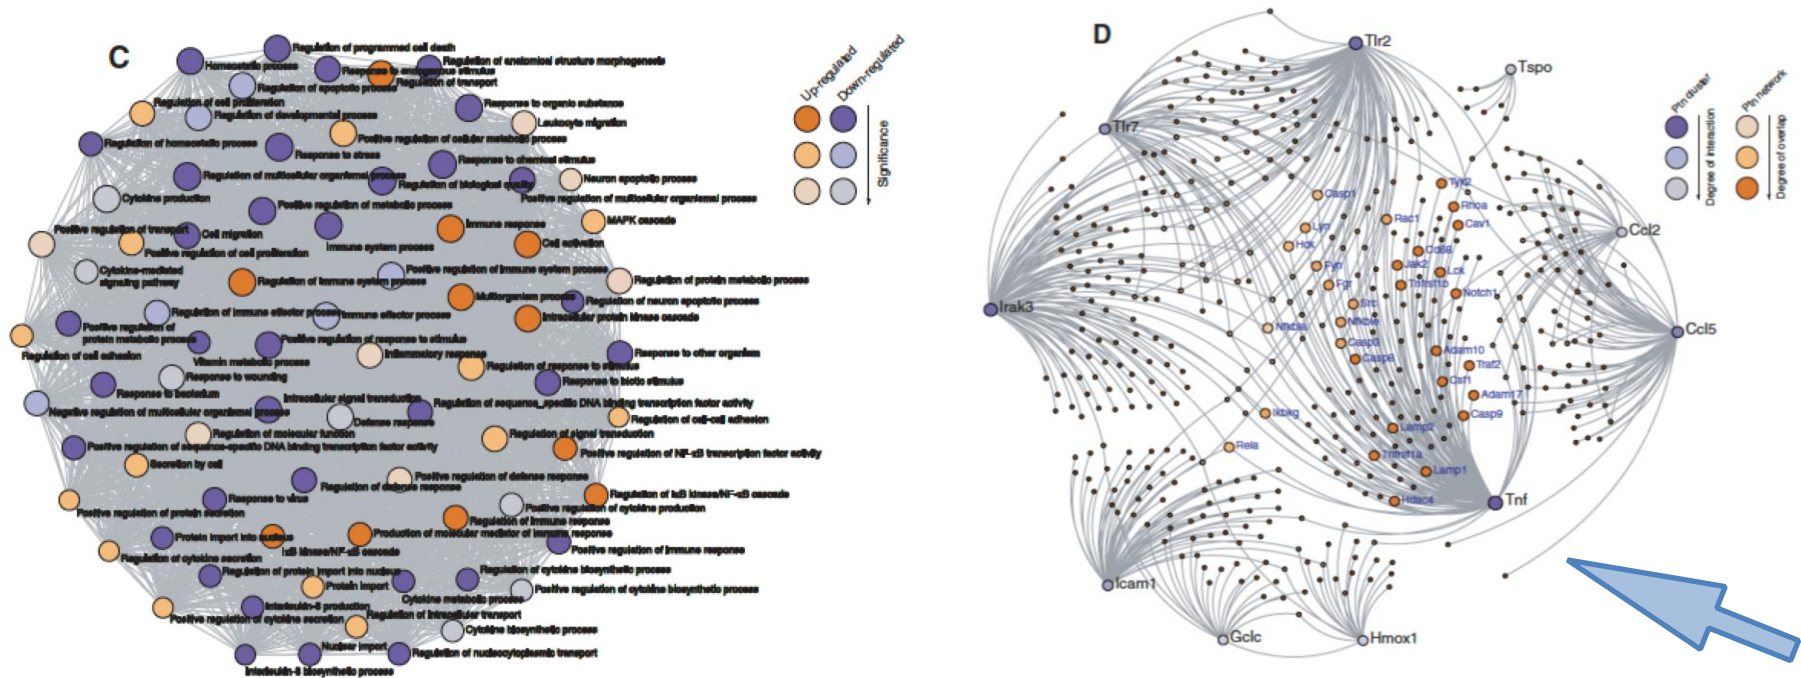 C
Regulation of programmed cell death
Homeostatic process
Regulation of anatomical structure morphogenesis
Response to endogenous stimulus
Regulation of transport
Regulation of apoptotic process
Regulation of cell proliferation
Response to organic substance
Regulation of developmental process
Leukocyte migration
Positive regulation of cellular metabolic process
Regulation of homeostatic process
Response to stress
Response to chemical stimulus
Regulation of multicellular organismal process
Regulation of biological quality
Neuron apoptotic process
Cytokine production
Positive regulation of multicellular organismal process
Positive regulation of metabolic process
MAPK cascade
Positive regulation of transport
Cell migration
Immune response
Immune system process
Cell activation
Positive regulation of cell proliferation
Cytokine-mediated
signaling pathway
Positive regulation of immune system process
Regulation of immune system process
Regulation of protein metabolic process
Multiorganism process
Regulation of neuron apoptotic process
Regulation of immune effector process
Immune effector process
Intracellular protein kinase cascade
Positive regulation of
protein metabolic process
Positive regulation of response to stimulus
Regulation of cell adhesion
Vitamin metabolic process
Inflammatory response
Response to other organism
Regulation of response to stimulus
Response to wounding
Response to biotic stimulus
Response to bacterium
Intracellular signal transduction
Regulation of sequence_specific DNA binding transcription factor activity
Negative regulation of multicellular organismal process
Defense response
Regulation of cell-cell adhesion
Regulation of molecular function
Regulation of signal transduction
Positive regulation of sequence-specific DNA binding transcription factor activity
Positive regulation of NF-κB transcription factor activity
Secretion by cell
Positive regulation of defense response
Regulation of defense response
Response to virus
Regulation of IκB kinase/NF-κB cascade
Positive regulation of cytokine production
Positive regulation of protein secretion
Regulation of immune response
Protein import into nucleus
Production of molecular mediator of immune response
IκB kinase/NF-κB cascade
Positive regulation of immune response
Regulation of cytokine secretion
Regulation of protein import into nucleus
Regulation of cytokine biosynthetic process
Protein import
Positive regulation of cytokine biosynthetic process
Cytokine metabolic process
Interleukin-8 production
Regulation of intracellular transport
Positive regulation of cytokine secretion
Cytokine biosynthetic process
Nuclear import
Regulation of nucleocytoplasmic transport
Interleukin-8 biosynthetic process
Up-regulated
Down-regulated
Significance
D
Tlr2
Tspo
Tlr7
Casp1
Tyk2
Rhoa
Lyn
Rac1
Cav1
Ccl2
Hck
Fyn
Jak2
Lck
Fgr
Tnfrsf1b
Notch1
Src
Irak3
Nfkbia
Nfkbie
Ccl5
Casp3
Adam10
Casp8
Traf2
Csf1
Adam17
Ikbkg
Casp9
Lamp2
Rela
Tnfrsf1a
Lamp1
Hdac4
Tnf
Icam1
Gclc
Hmox1
Ptn cluster
Ptn network
Degree of interaction
Degree of overlap